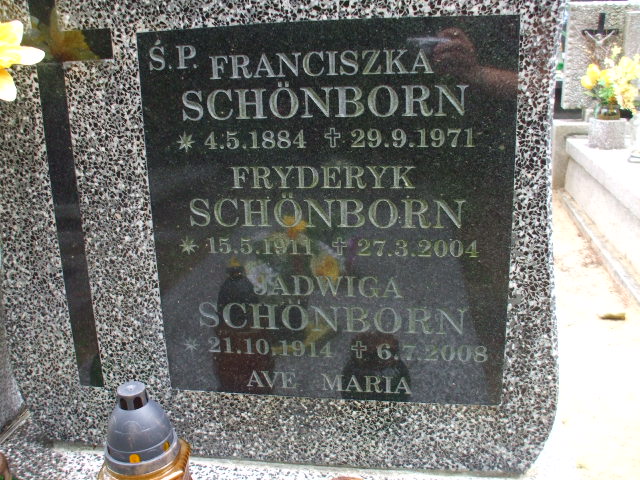 Ś.P. FRANCISZKA
SCHÖNBORN
✴ 4.5.1884 ✝ 29.9.1971
FRYDERYK
SCHÖNBORN
✴ 15.5.1911 ✝ 27.3.2004
JADWIGA
SCHÖNBORN
✴ 21.10.1914 ✝ 6.7.2008
AVE MARIA